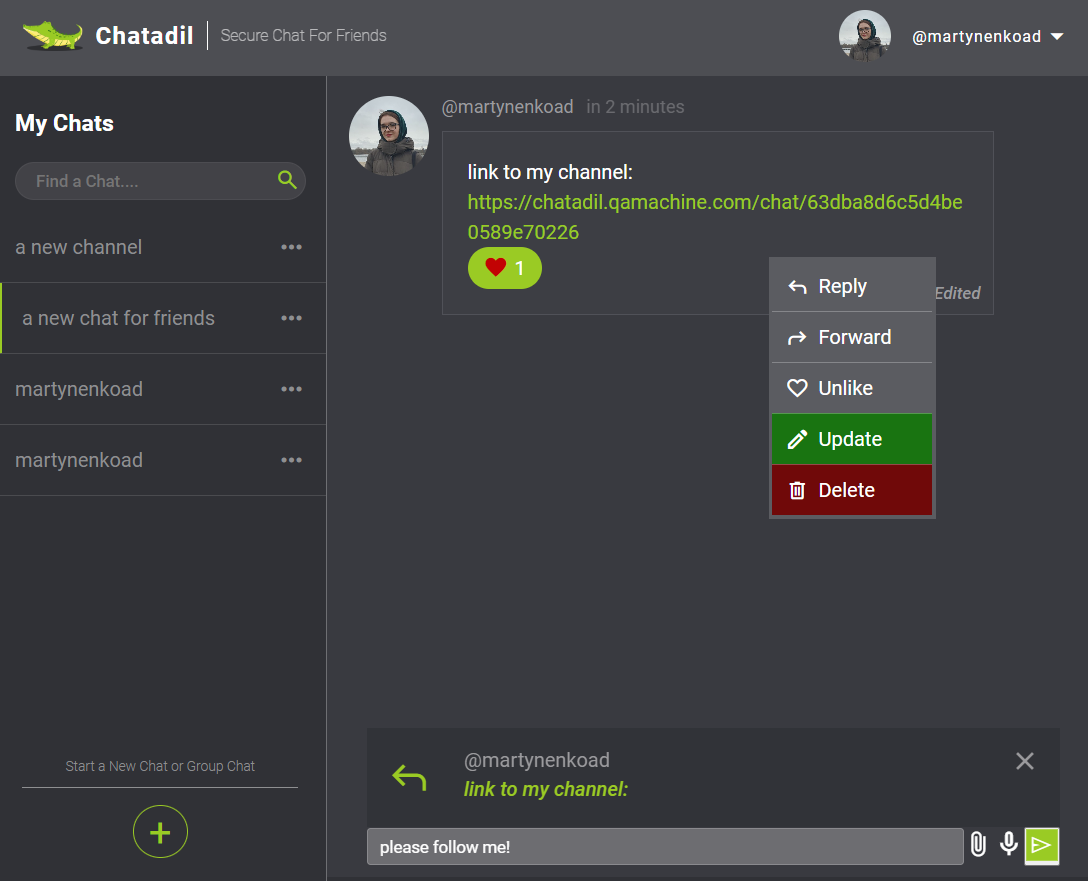 Chatadil
Secure Chat For Friends
@martynenkoad
My Chats
Find a Chat....
a new channel
a new chat for friends
martynenkoad
martynenkoad
Start a New Chat or Group Chat
@martynenkoad in 2 minutes
link to my channel:
https://chatadil.qamachine.com/chat/63dba8d6c5d4be
0589e70226
1
Edited
Reply
Forward
Unlike
Update
Delete
@martynenkoad
link to my channel:
please follow me!